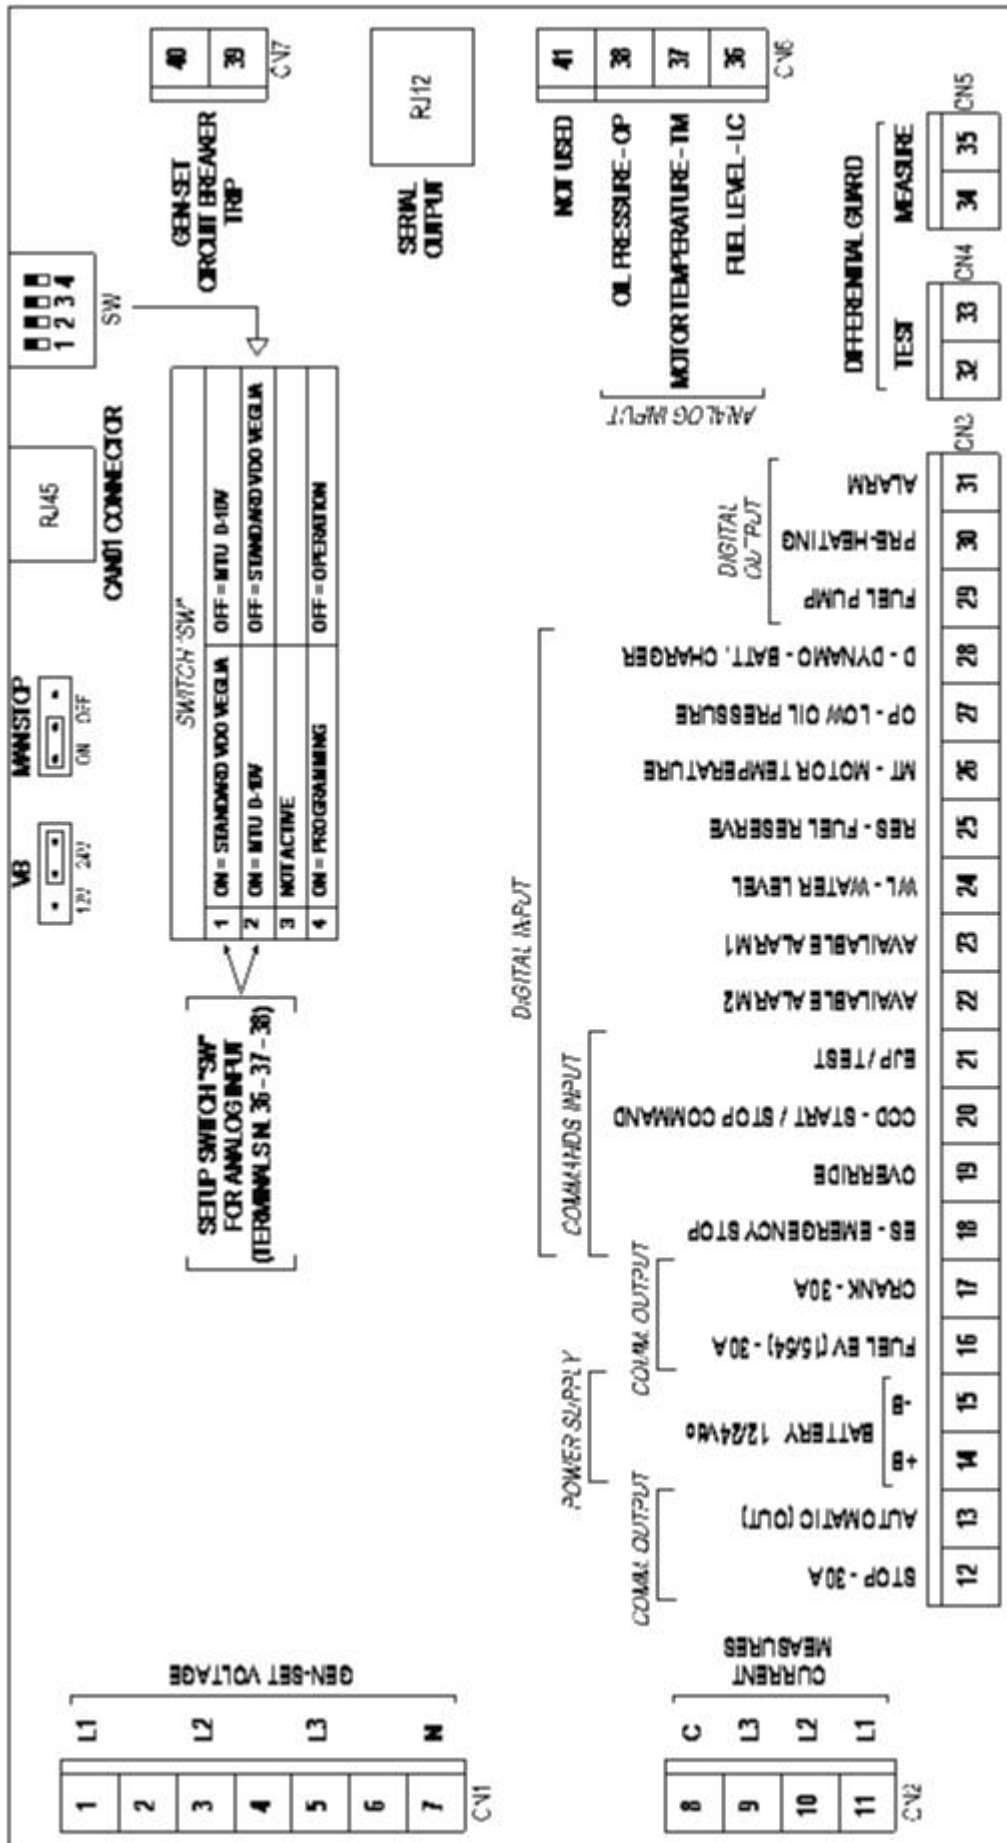 40
39
CN7
GEN-SET
CIRCUIT BREAKER
TRIP
RJ12
SERIAL
OUTPUT
41
38
37
36
CN6
NOT USED
OIL PRESSURE - OP
MOTOR TEMPERATURE - TM
FUEL LEVEL - LC
ANALOG INPUT
1 2 3 4
SW
RJ45
CAN01 CONNECTOR
MAN STOP
ON OFF
VB
12V 24V
SWITCH "SW"
1 ON = STANDARD VDO VEGLIA OFF = MTU 0-10V
2 ON = MTU 0-10V OFF = STANDARD VDO VEGLIA
3 NOT ACTIVE
4 ON = PROGRAMMING OFF = OPERATION
SETUP SWITCH "SW"
FOR ANALOG INPUT
(TERMINALS N. 36 - 37 - 38)
GEN-SET VOLTAGE
L1
L2
L3
N
1
2
3
4
5
6
7
CN1
CURRENT
MEASURES
C
L3
L2
L1
8
9
10
11
CN2
COMM. OUTPUT
POWER SUPPLY
COMM. OUTPUT
COMMANDS INPUT
DIGITAL INPUT
DIGITAL
OUTPUT
DIFFERENTIAL GUARD
TEST
MEASURE
STOP - 30A
AUTOMATIC (OUT)
BATTERY 12/24Vdc
+B
-B
FUEL EV (15/54) - 30A
CRANK - 30A
ES - EMERGENCY STOP
OVERRIDE
CCD - START / STOP COMMAND
EJP / TEST
AVAILABLE ALARM2
AVAILABLE ALARM1
WL - WATER LEVEL
RES - FUEL RESERVE
MT - MOTOR TEMPERATURE
OP - LOW OIL PRESSURE
D - DYNAMO - BATT. CHARGER
FUEL PUMP
PRE-HEATING
ALARM
12
13
14
15
16
17
18
19
20
21
22
23
24
25
26
27
28
29
30
31
32
33
CN4
34
35
CN5